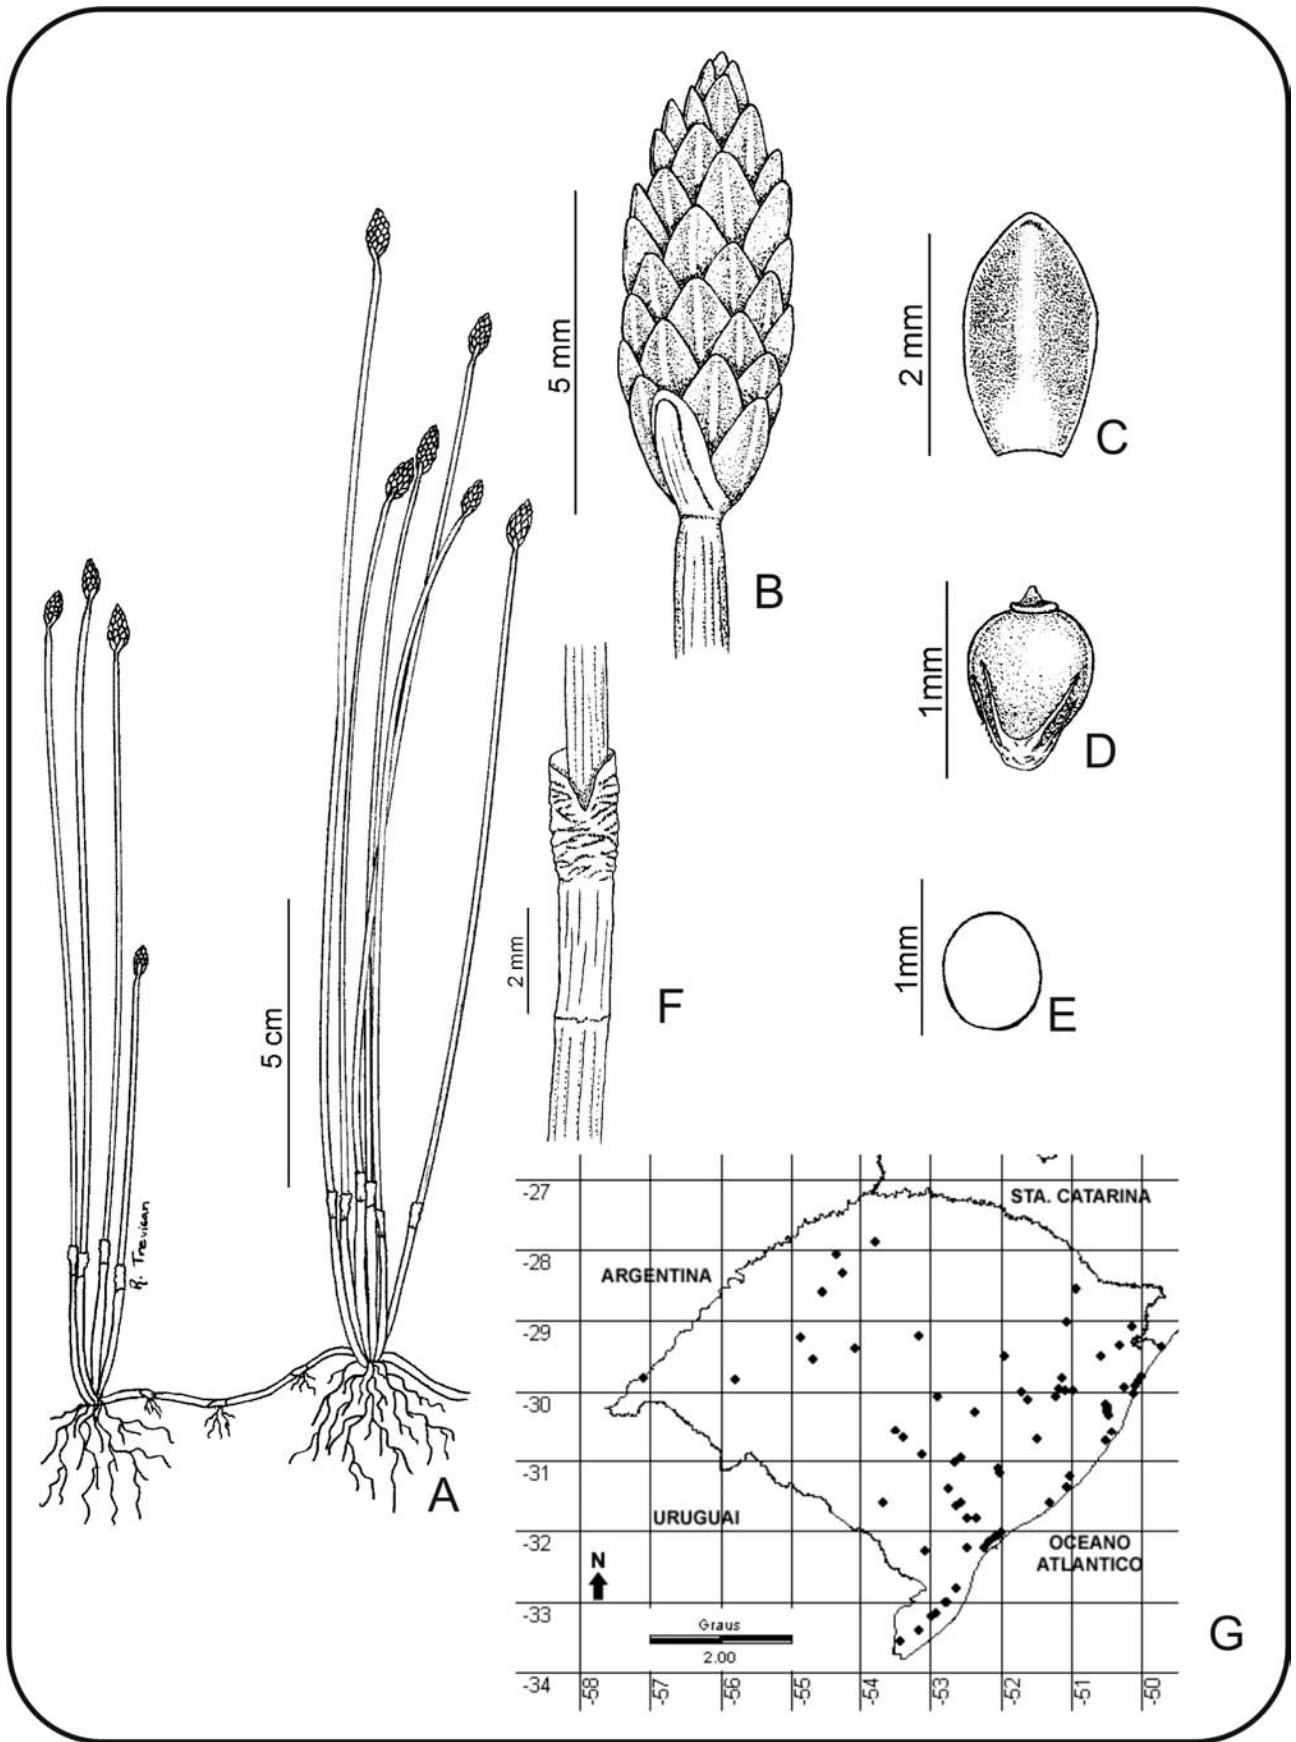 5 mm
B
2 mm
C
1mm
D
1mm
E
2 mm
F
5 cm
R. Trevisan
A
-27
-28
-29
-30
-31
-32
-33
-34
STA. CATARINA
ARGENTINA
URUGUAI
OCEANO
ATLANTICO
N
Graus
2.00
-58
-57
-56
-55
-54
-53
-52
-51
-50
G